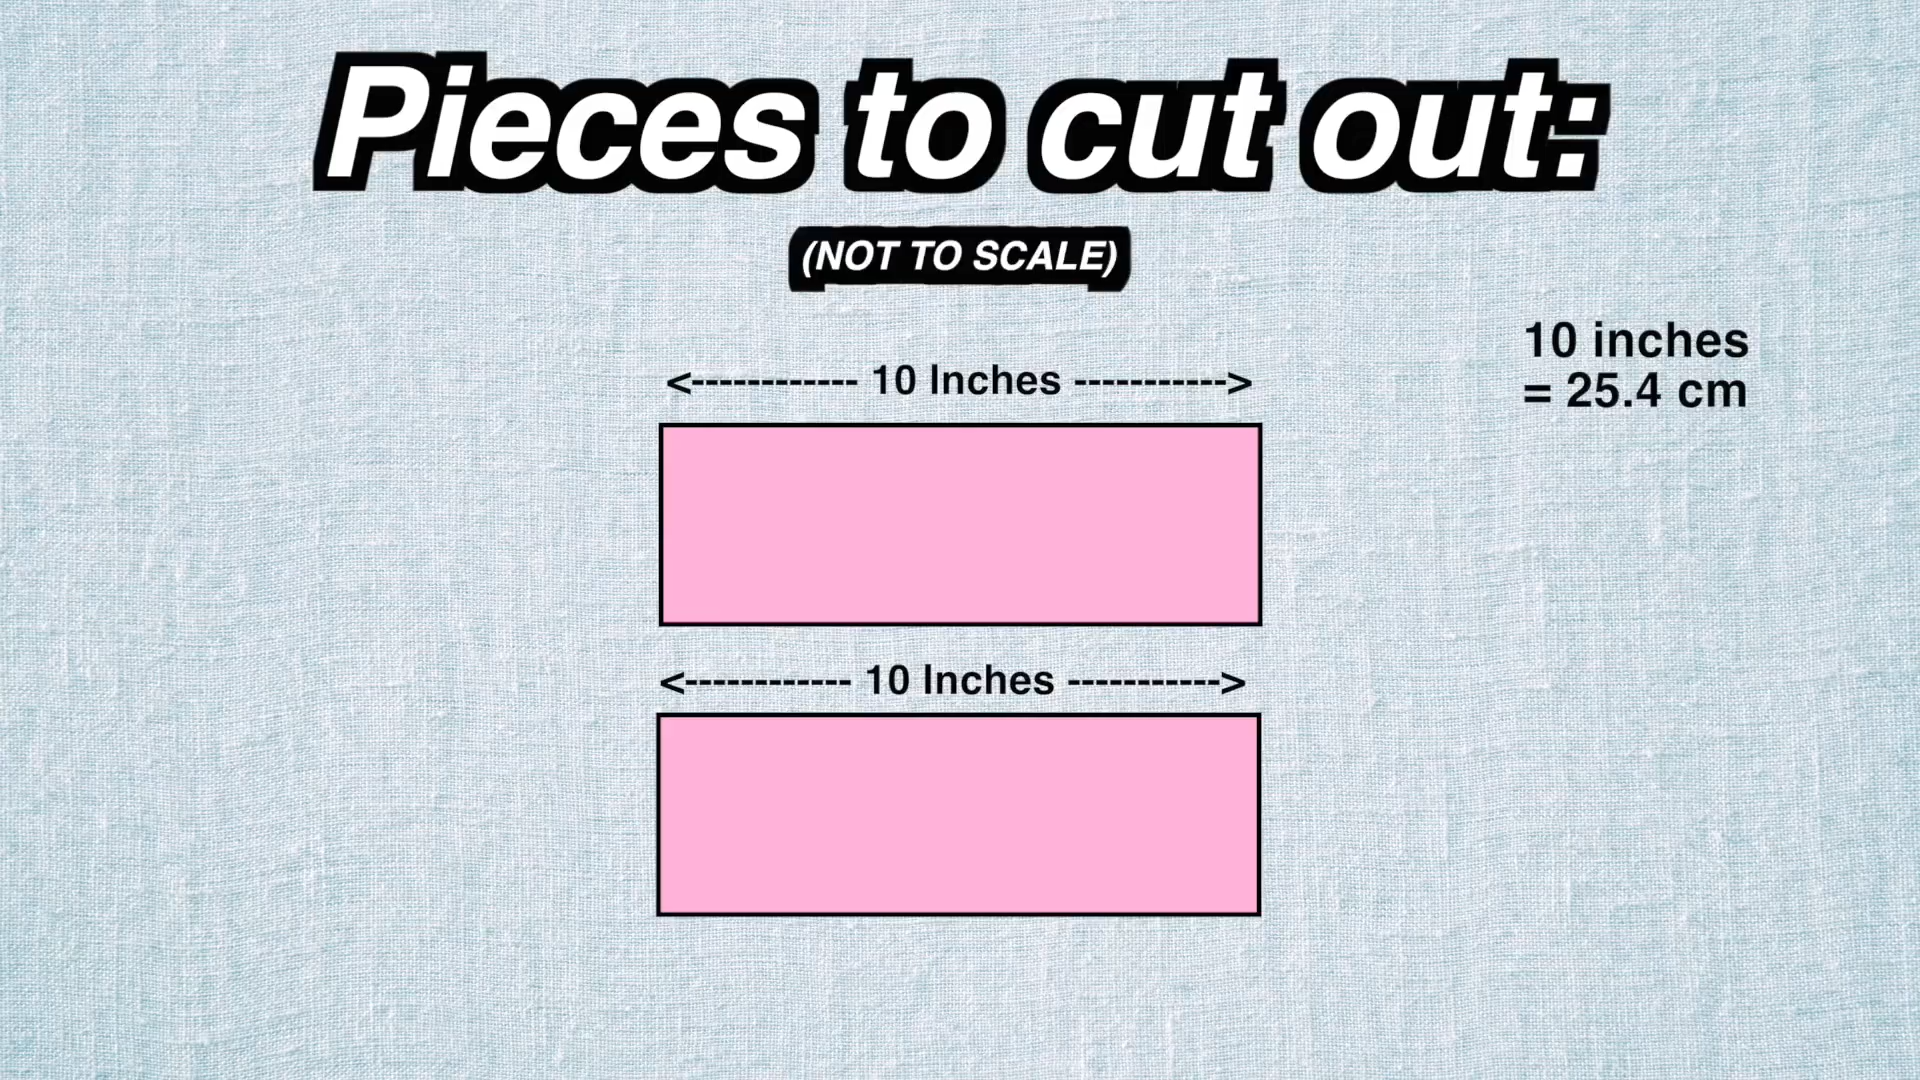 Pieces to cut out:
(NOT TO SCALE)
10 inches
= 25.4 cm
<------------ 10 Inches ----------->
<------------ 10 Inches ----------->